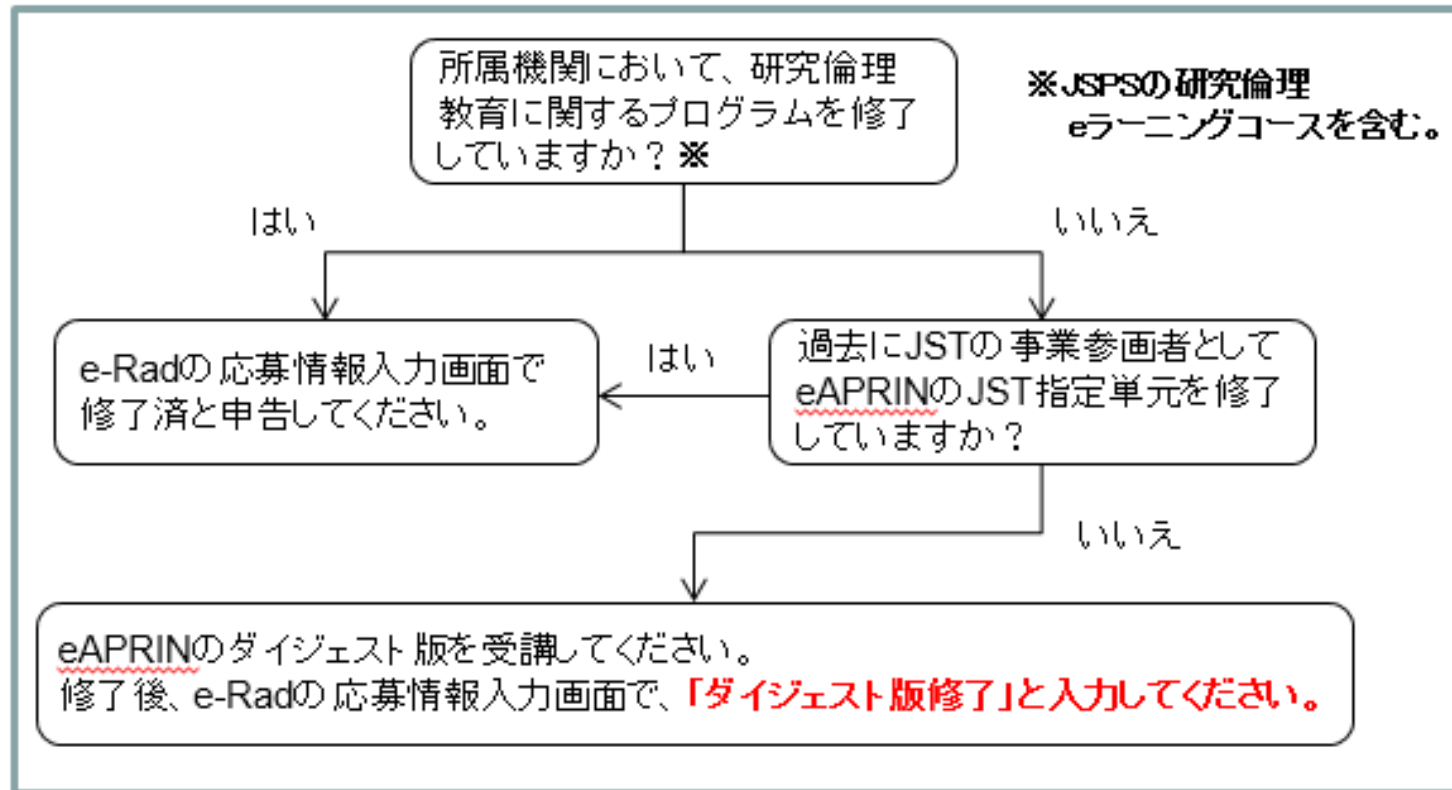 所属機関において、研究倫理
教育に関するプログラムを修了
していますか？※
※JSPSの研究倫理
eラーニングコースを含む。
はい
いいえ
e-Radの応募情報入力画面で
修了済と申告してください。
はい
過去にJSTの事業参画者として
eAPRINのJST指定単元を修了
していますか？
いいえ
eAPRINのダイジェスト版を受講してください。
修了後、e-Radの応募情報入力画面で、「ダイジェスト版修了」と入力してください。